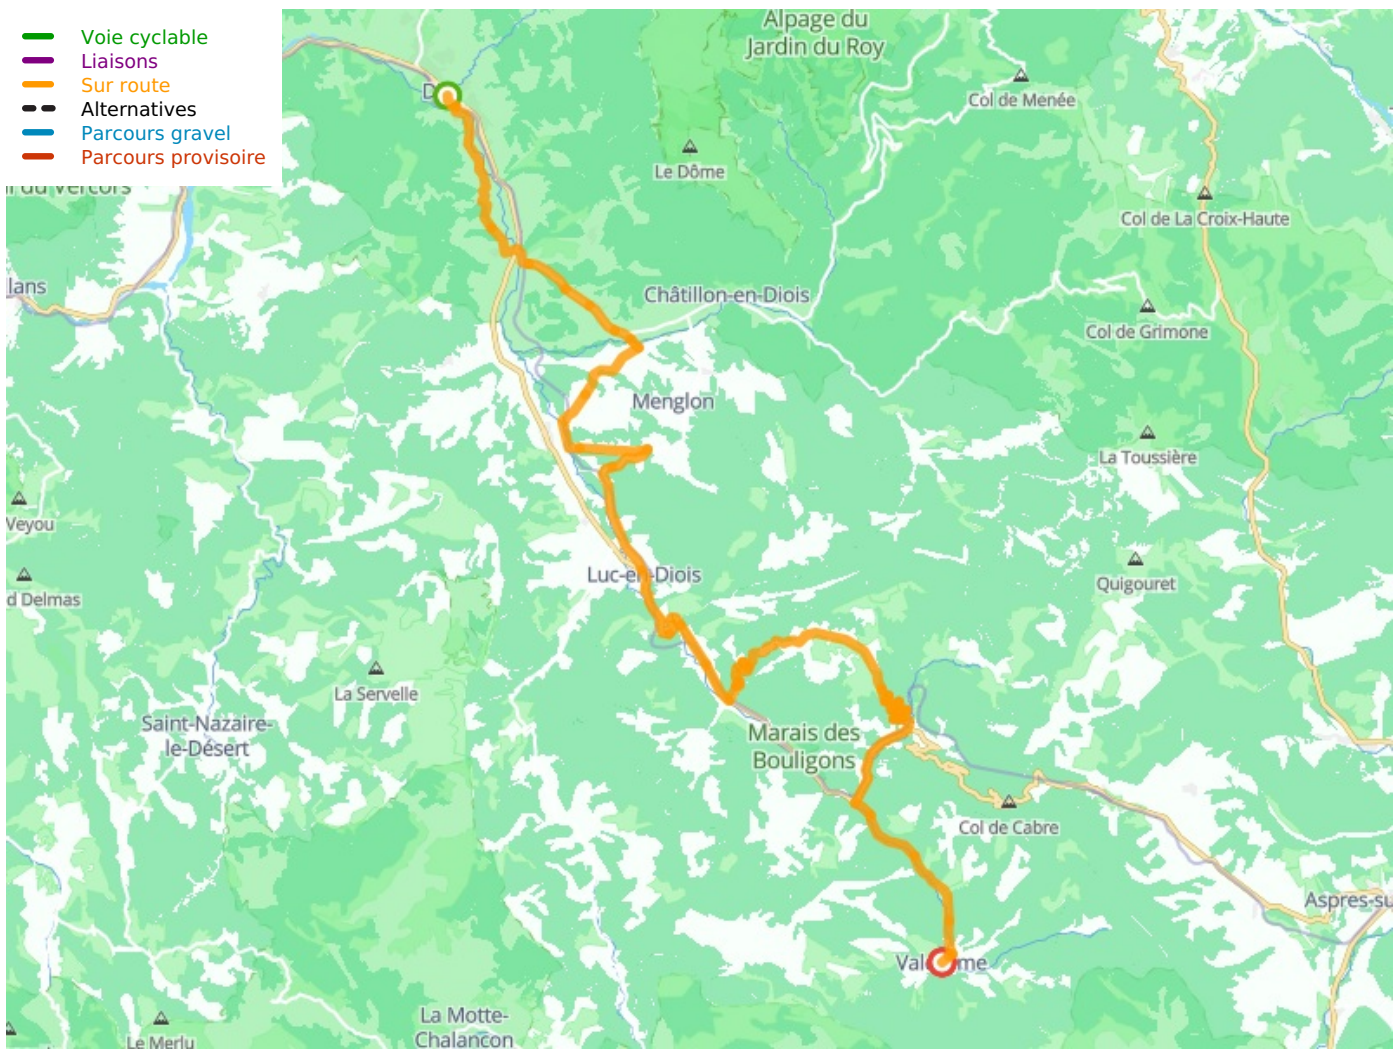 Voie cyclable
Liaisons
Sur route
Alternatives
Parcours gravel
Parcours provisoire
Alpage du
Jardin du Roy
Col de Menée
Le Dôme
du Vercors
Col de La Croix-Haute
Châtillon-en-Diois
Col de Grimone
Menglon
La Toussière
Veyou
Luc-en-Diois
Quigouret
d Delmas
La Servelle
Saint-Nazaire-
le-Désert
Marais des
Bouligons
Col de Cabre
Aspres-su
La Motte-
Chalancon
Le Merlu